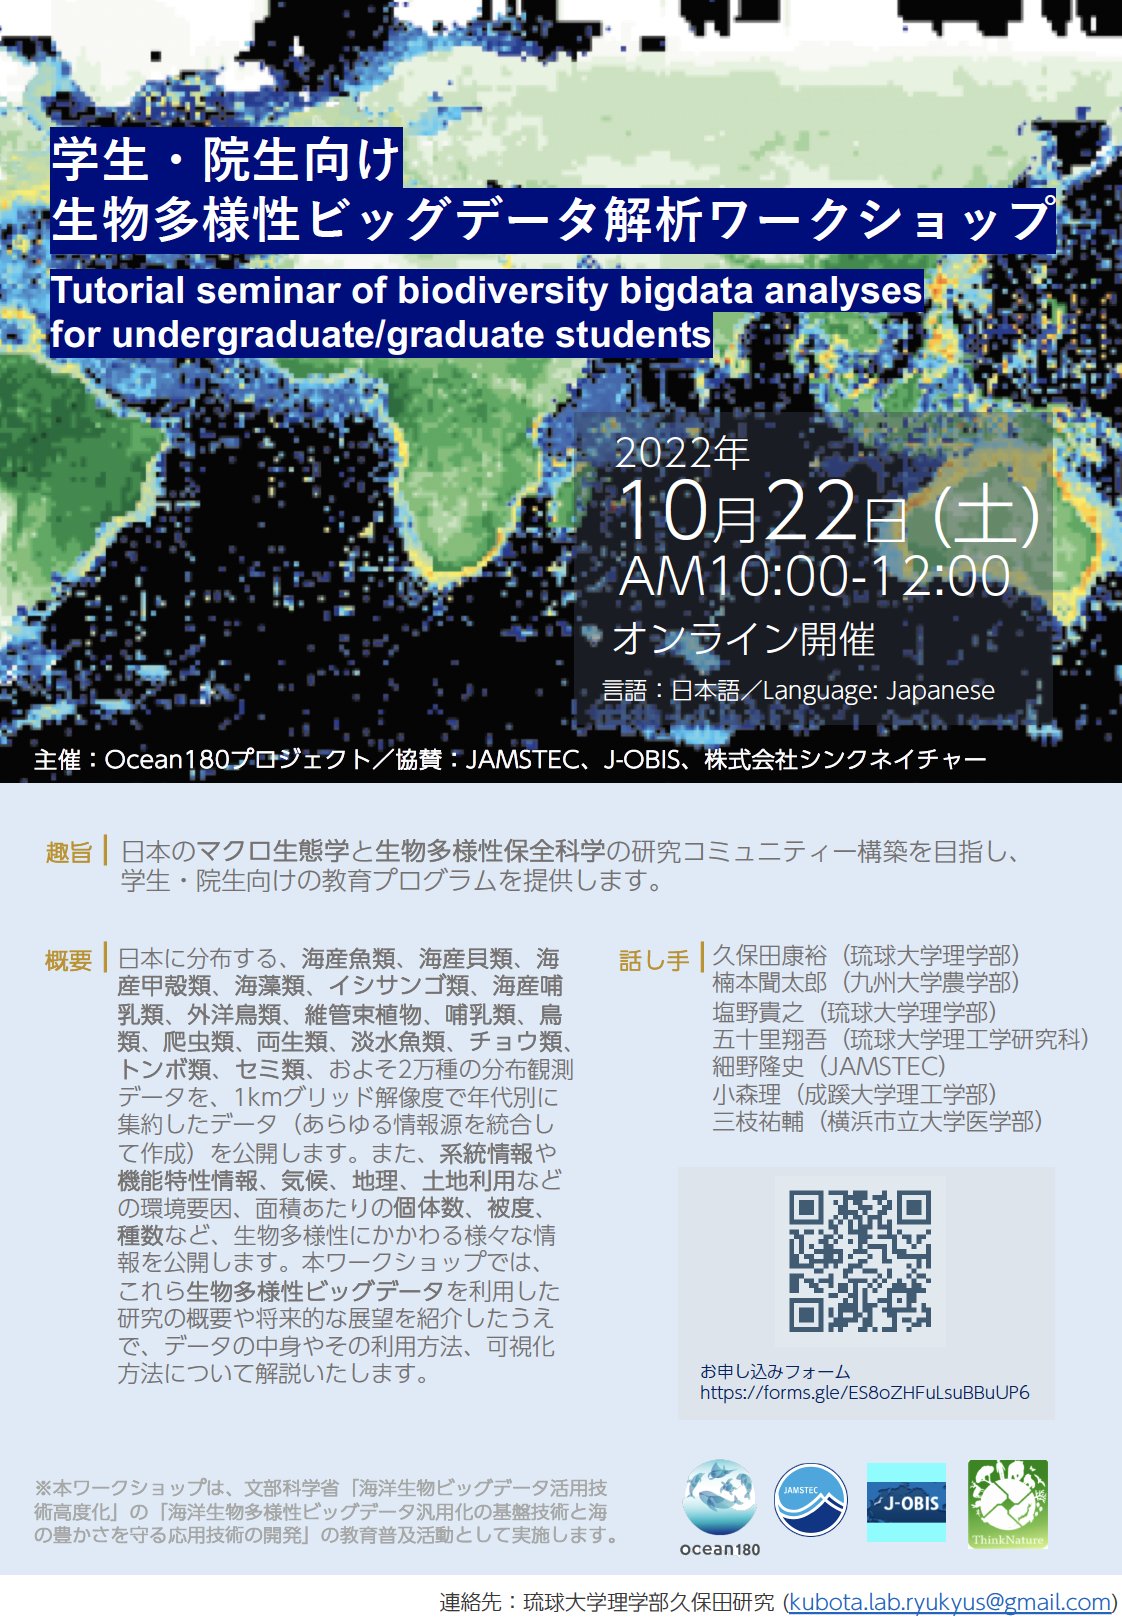 学生・院生向け
生物多様性ビッグデータ解析ワークショップ
Tutorial seminar of biodiversity bigdata analyses
for undergraduate/graduate students
2022年
10月22日 (土)
AM10:00-12:00
オンライン開催
言語：日本語／Language: Japanese
主催：Ocean180プロジェクト／協賛：JAMSTEC、J-OBIS、株式会社シンクネイチャー
趣旨
日本のマクロ生態学と生物多様性保全科学の研究コミュニティー構築を目指し、
学生・院生向けの教育プログラムを提供します。
概要
日本に分布する、海産魚類、海産貝類、海
産甲殻類、海藻類、イシサンゴ類、海産哺
乳類、外洋鳥類、維管束植物、哺乳類、鳥
類、爬虫類、両生類、淡水魚類、チョウ類、
トンボ類、セミ類、およそ2万種の分布観測
データを、1kmグリッド解像度で年代別に
集約したデータ（あらゆる情報源を統合し
て作成）を公開します。また、系統情報や
機能特性情報、気候、地理、土地利用など
の環境要因、面積あたりの個体数、被度、
種数など、生物多様性にかかわる様々な情
報を公開します。本ワークショップでは、
これら生物多様性ビッグデータを利用した
研究の概要や将来的な展望を紹介したうえ
で、データの中身やその利用方法、可視化
方法について解説いたします。
話し手
久保田康裕（琉球大学理学部）
楠本聞太郎（九州大学農学部）
塩野貴之（琉球大学理学部）
五十里翔吾（琉球大学理工学研究科）
細野隆史（JAMSTEC）
小森理（成蹊大学理工学部）
三枝祐輔（横浜市立大学医学部）
お申し込みフォーム
https://forms.gle/ES8oZHFuLsuBBuUP6
※本ワークショップは、文部科学省「海洋生物ビッグデータ活用技
術高度化」の「海洋生物多様性ビッグデータ汎用化の基盤技術と海
の豊かさを守る応用技術の開発」の教育普及活動として実施します。
ocean180
JAMSTEC
J-OBIS
ThinkNature
連絡先：琉球大学理学部久保田研究 (kubota.lab.ryukyus@gmail.com)